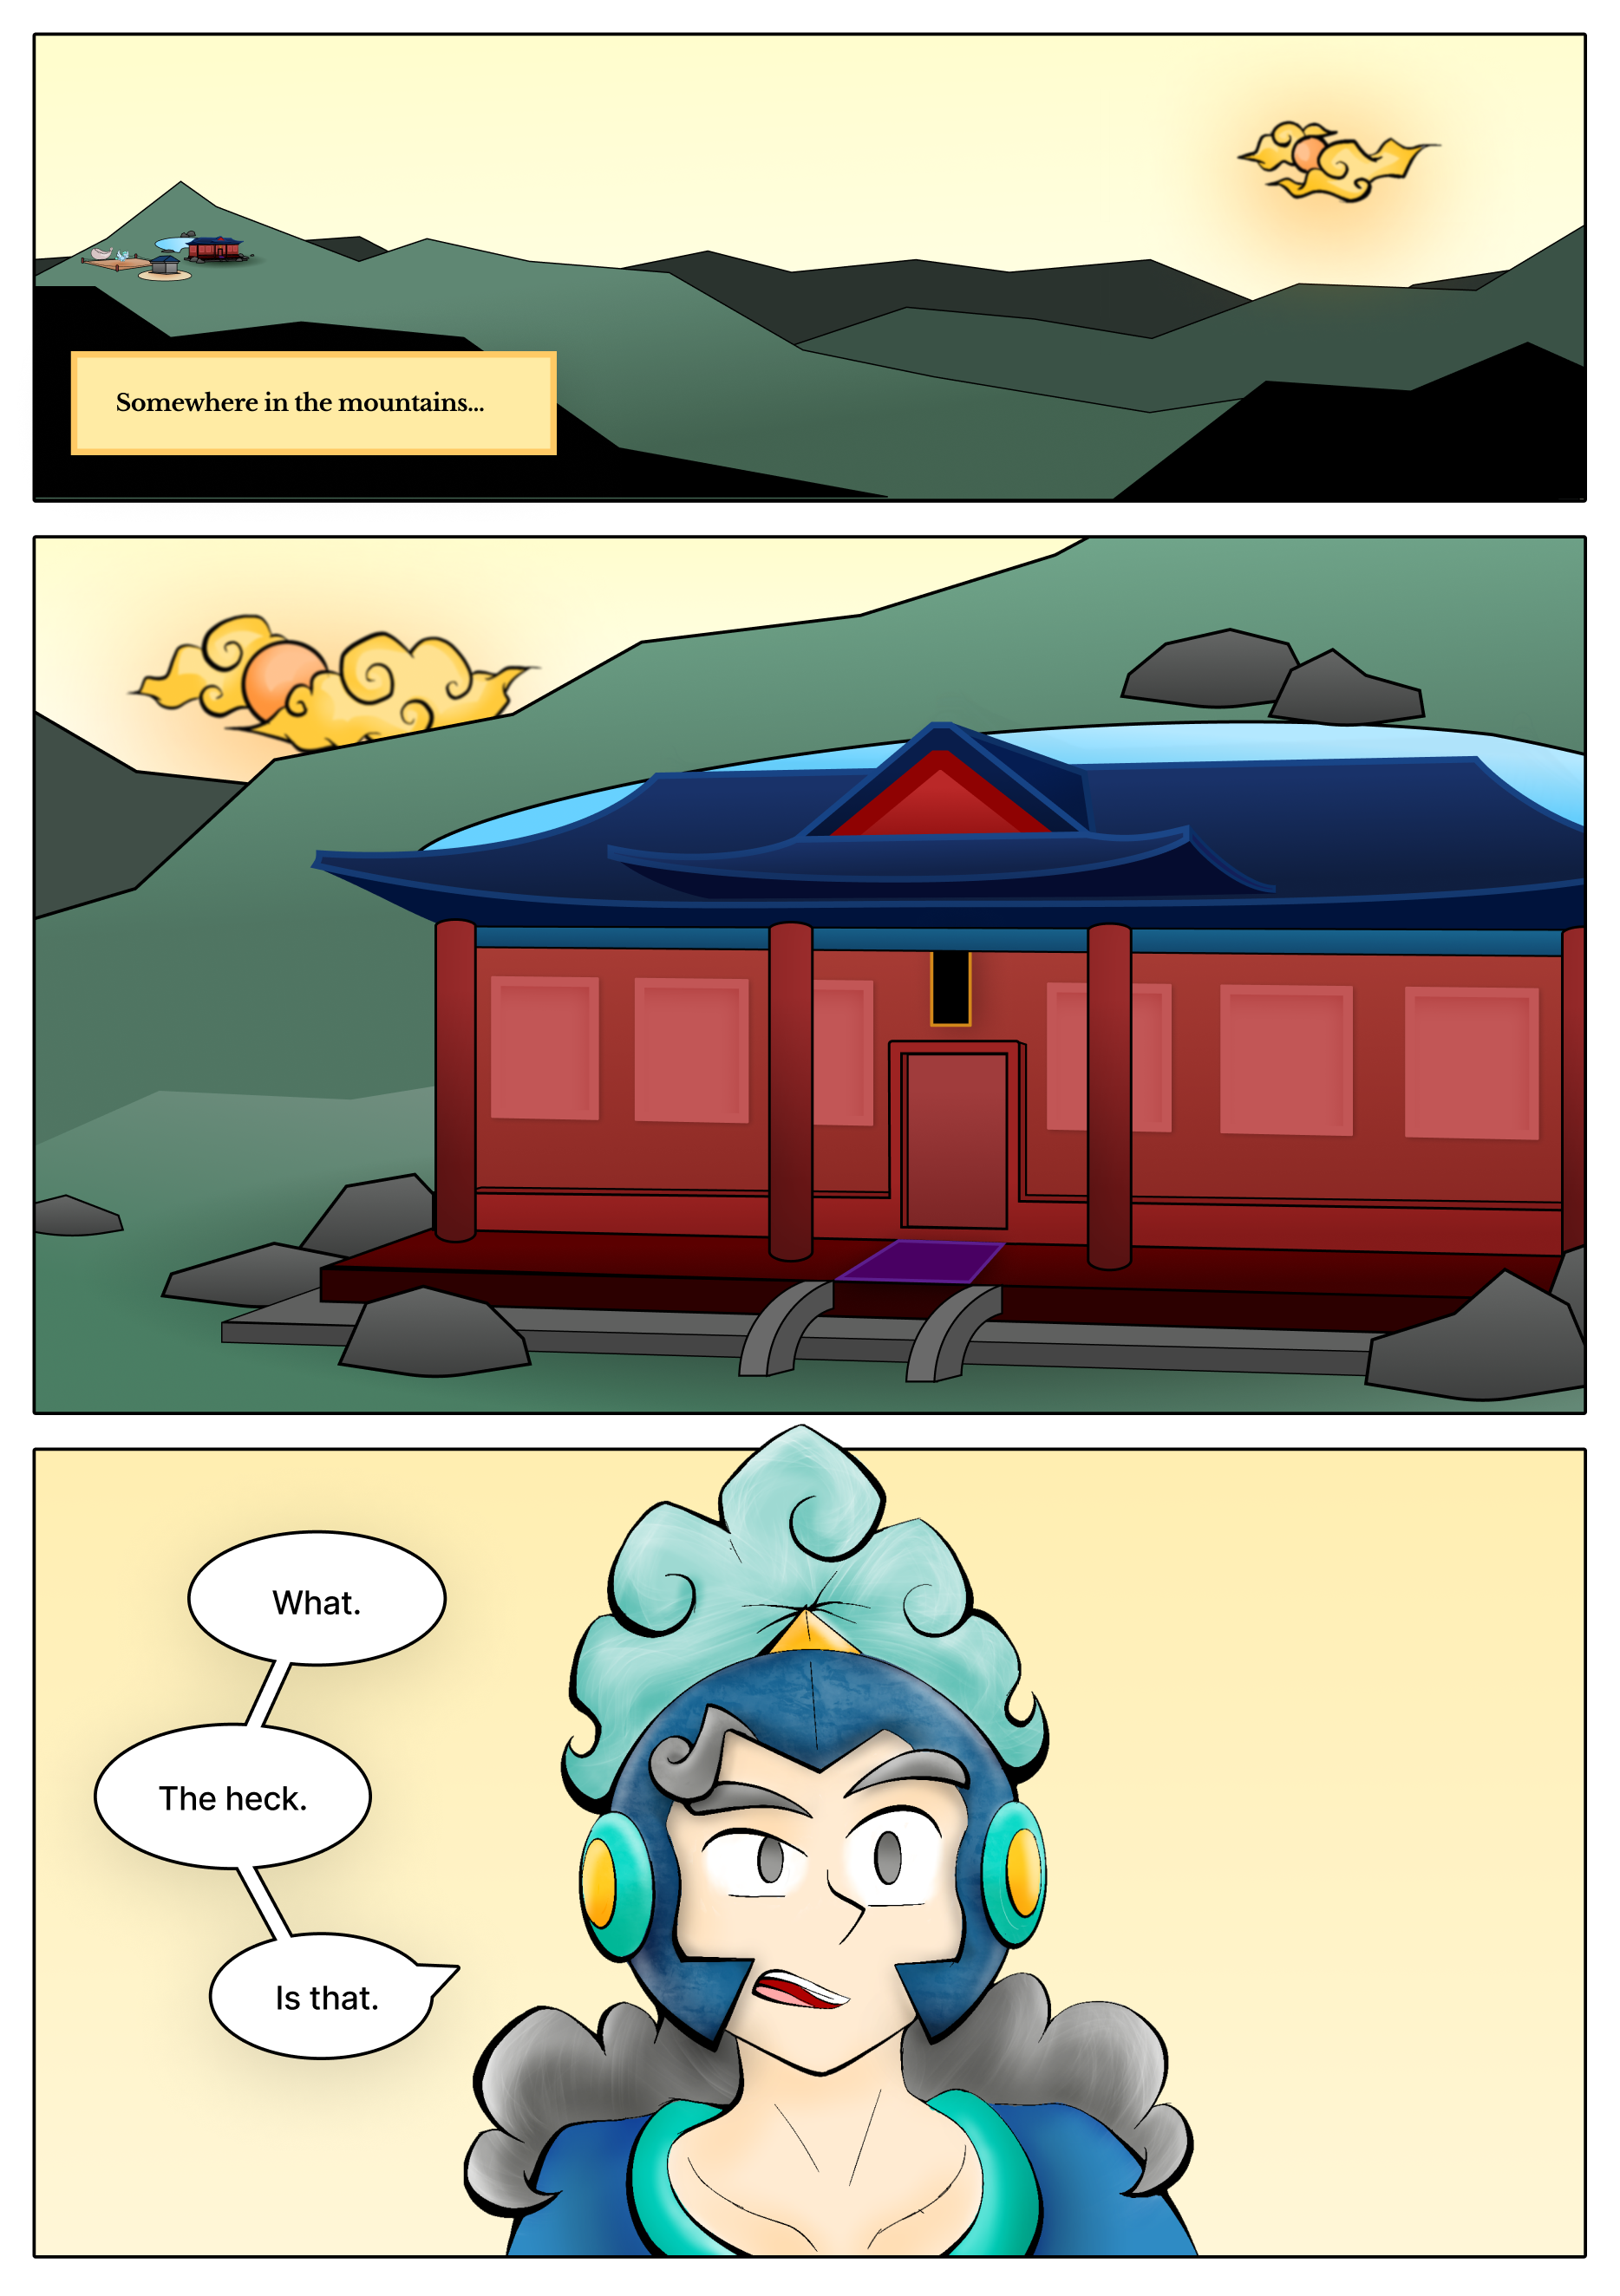 Somewhere in the mountains...
What.
The heck.
Is that.